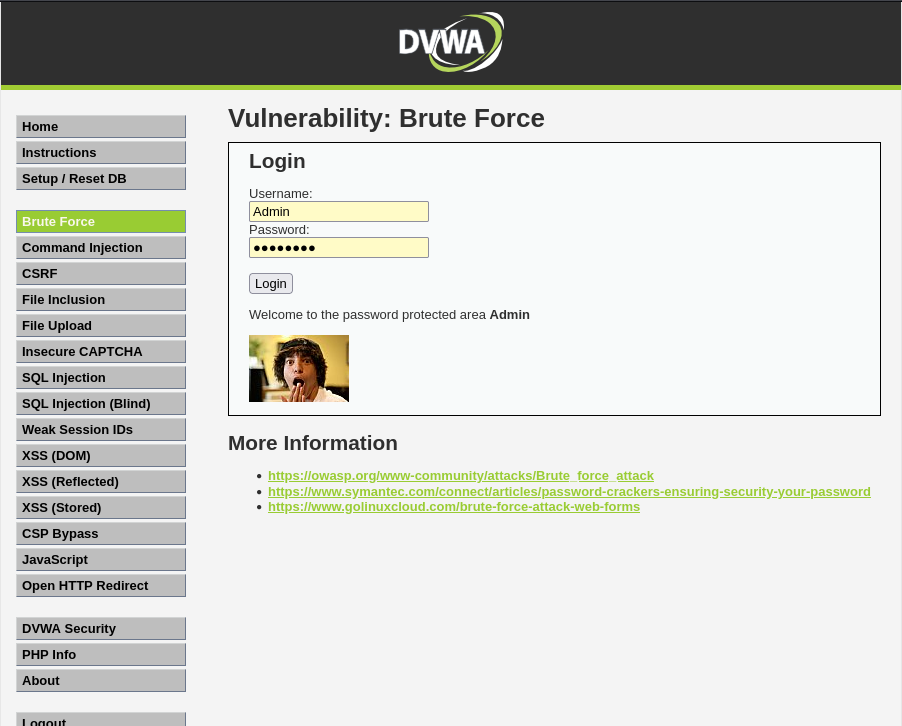 DVWA
Home
Instructions
Setup / Reset DB
Brute Force
Command Injection
CSRF
File Inclusion
File Upload
Insecure CAPTCHA
SQL Injection
SQL Injection (Blind)
Weak Session IDs
XSS (DOM)
XSS (Reflected)
XSS (Stored)
CSP Bypass
JavaScript
Open HTTP Redirect
DVWA Security
PHP Info
About
Logout
Vulnerability: Brute Force
Login
Username:
Admin
Password:
●●●●●●●●
Login
Welcome to the password protected area Admin
More Information
• https://owasp.org/www-community/attacks/Brute_force_attack
• https://www.symantec.com/connect/articles/password-crackers-ensuring-security-your-password
• https://www.golinuxcloud.com/brute-force-attack-web-forms